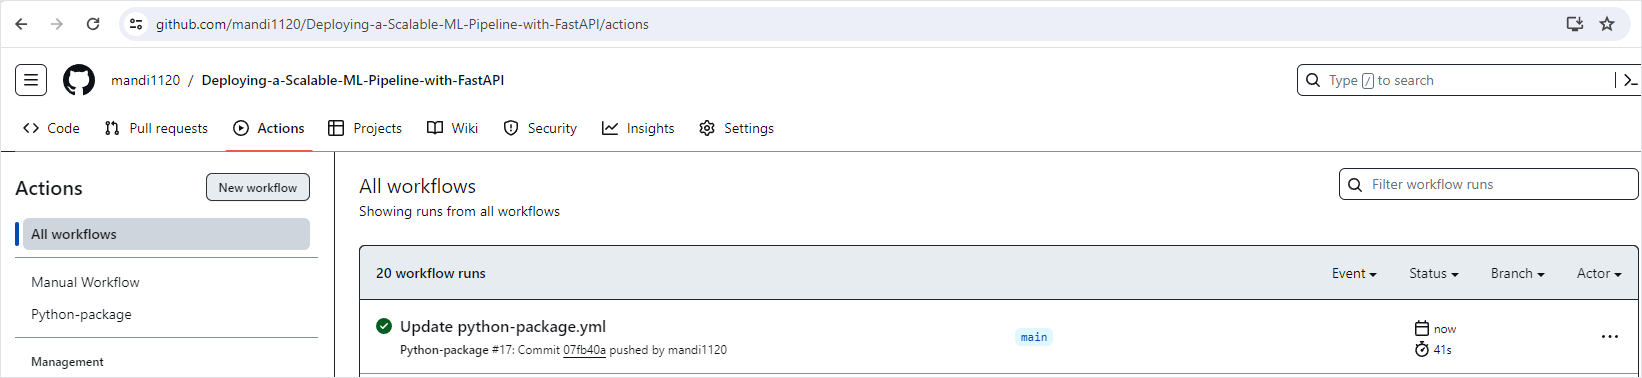 github.com/mandi1120/Deploying-a-Scalable-ML-Pipeline-with-FastAPI/actions
mandi1120 / Deploying-a-Scalable-ML-Pipeline-with-FastAPI
Type / to search
Code Pull requests Actions Projects Wiki Security Insights Settings
Actions
New workflow
All workflows
Manual Workflow
Python-package
Management
All workflows
Showing runs from all workflows
Filter workflow runs
20 workflow runs
Event Status Branch Actor
Update python-package.yml
Python-package #17: Commit 07fb40a pushed by mandi1120
main
now
41s